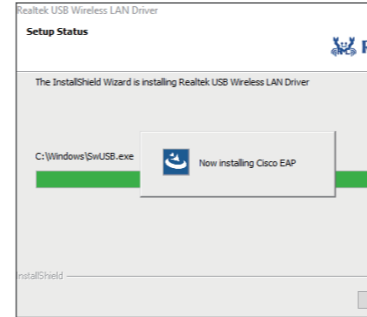 Realtek USB Wireless LAN Driver
Setup Status
The InstallShield Wizard is installing Realtek USB Wireless LAN Driver
C:\Windows\SwUSB.exe
Now installing Cisco EAP
InstallShield